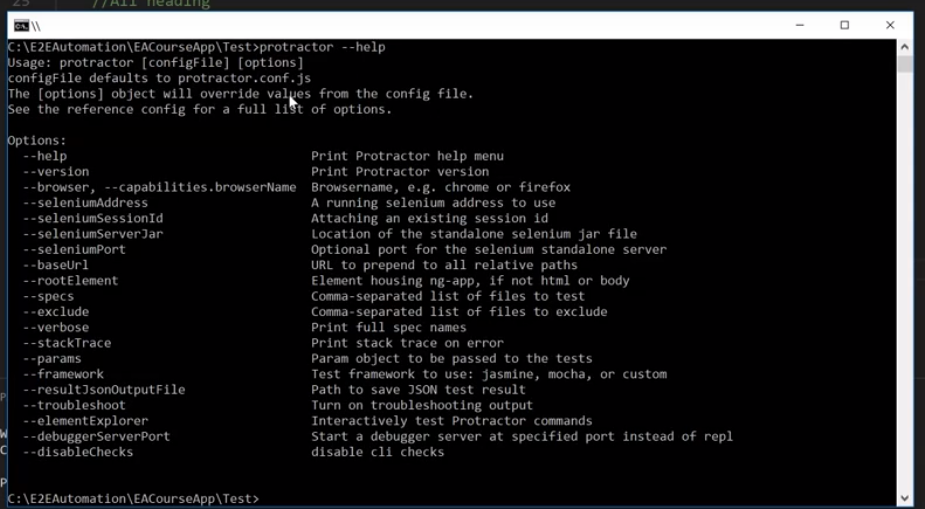 25 //All heading
\\
C:\E2EAutomation\EACourseApp\Test>protractor --help
Usage: protractor [configFile] [options]
configFile defaults to protractor.conf.js
The [options] object will override values from the config file.
See the reference config for a full list of options.
Options:
--help Print Protractor help menu
--version Print Protractor version
--browser, --capabilities.browserName Browsername, e.g. chrome or firefox
--seleniumAddress A running selenium address to use
--seleniumSessionId Attaching an existing session id
--seleniumServerJar Location of the standalone selenium jar file
--seleniumPort Optional port for the selenium standalone server
--baseUrl URL to prepend to all relative paths
--rootElement Element housing ng-app, if not html or body
--specs Comma-separated list of files to test
--exclude Comma-separated list of files to exclude
--verbose Print full spec names
--stackTrace Print stack trace on error
--params Param object to be passed to the tests
--framework Test framework to use: jasmine, mocha, or custom
--resultJsonOutputFile Path to save JSON test result
--troubleshoot Turn on troubleshooting output
--elementExplorer Interactively test Protractor commands
--debuggerServerPort Start a debugger server at specified port instead of repl
--disableChecks disable cli checks
C:\E2EAutomation\EACourseApp\Test>